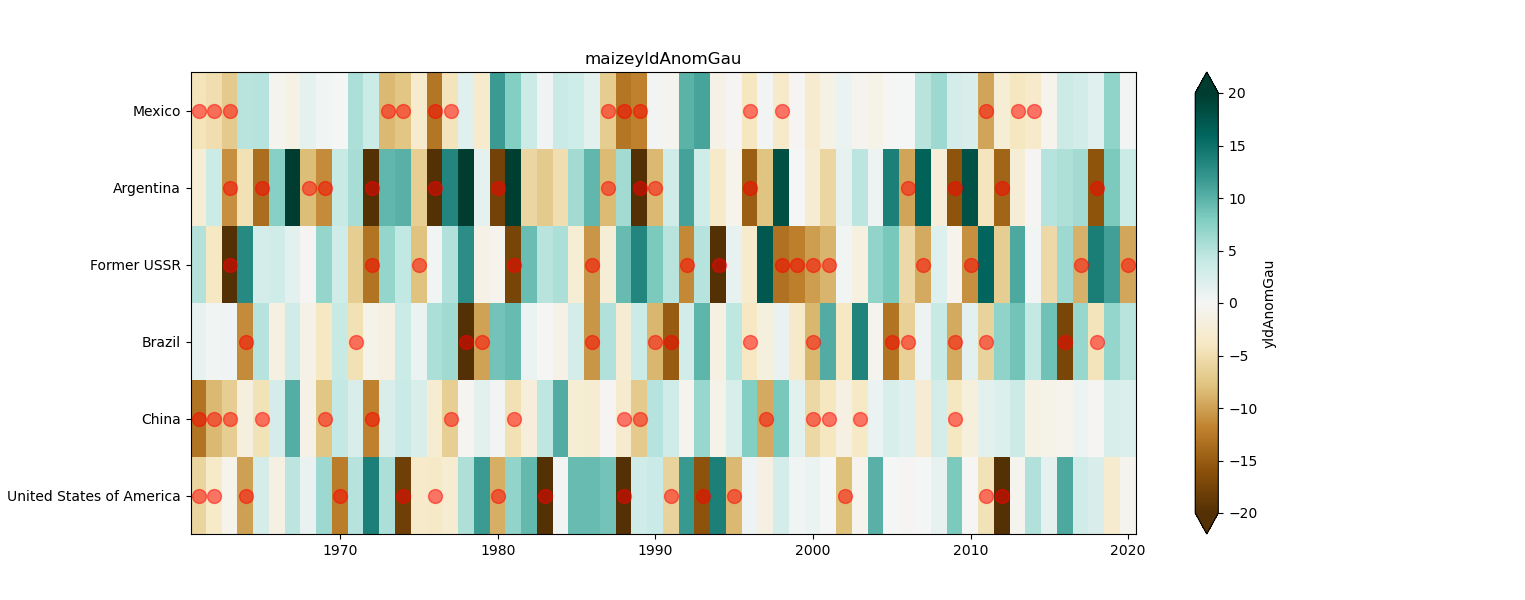 maizeyldAnomGau
Mexico
Argentina
Former USSR
Brazil
China
United States of America
1970
1980
1990
2000
2010
2020
20
15
10
5
0
−5
−10
−15
−20
yldAnomGau